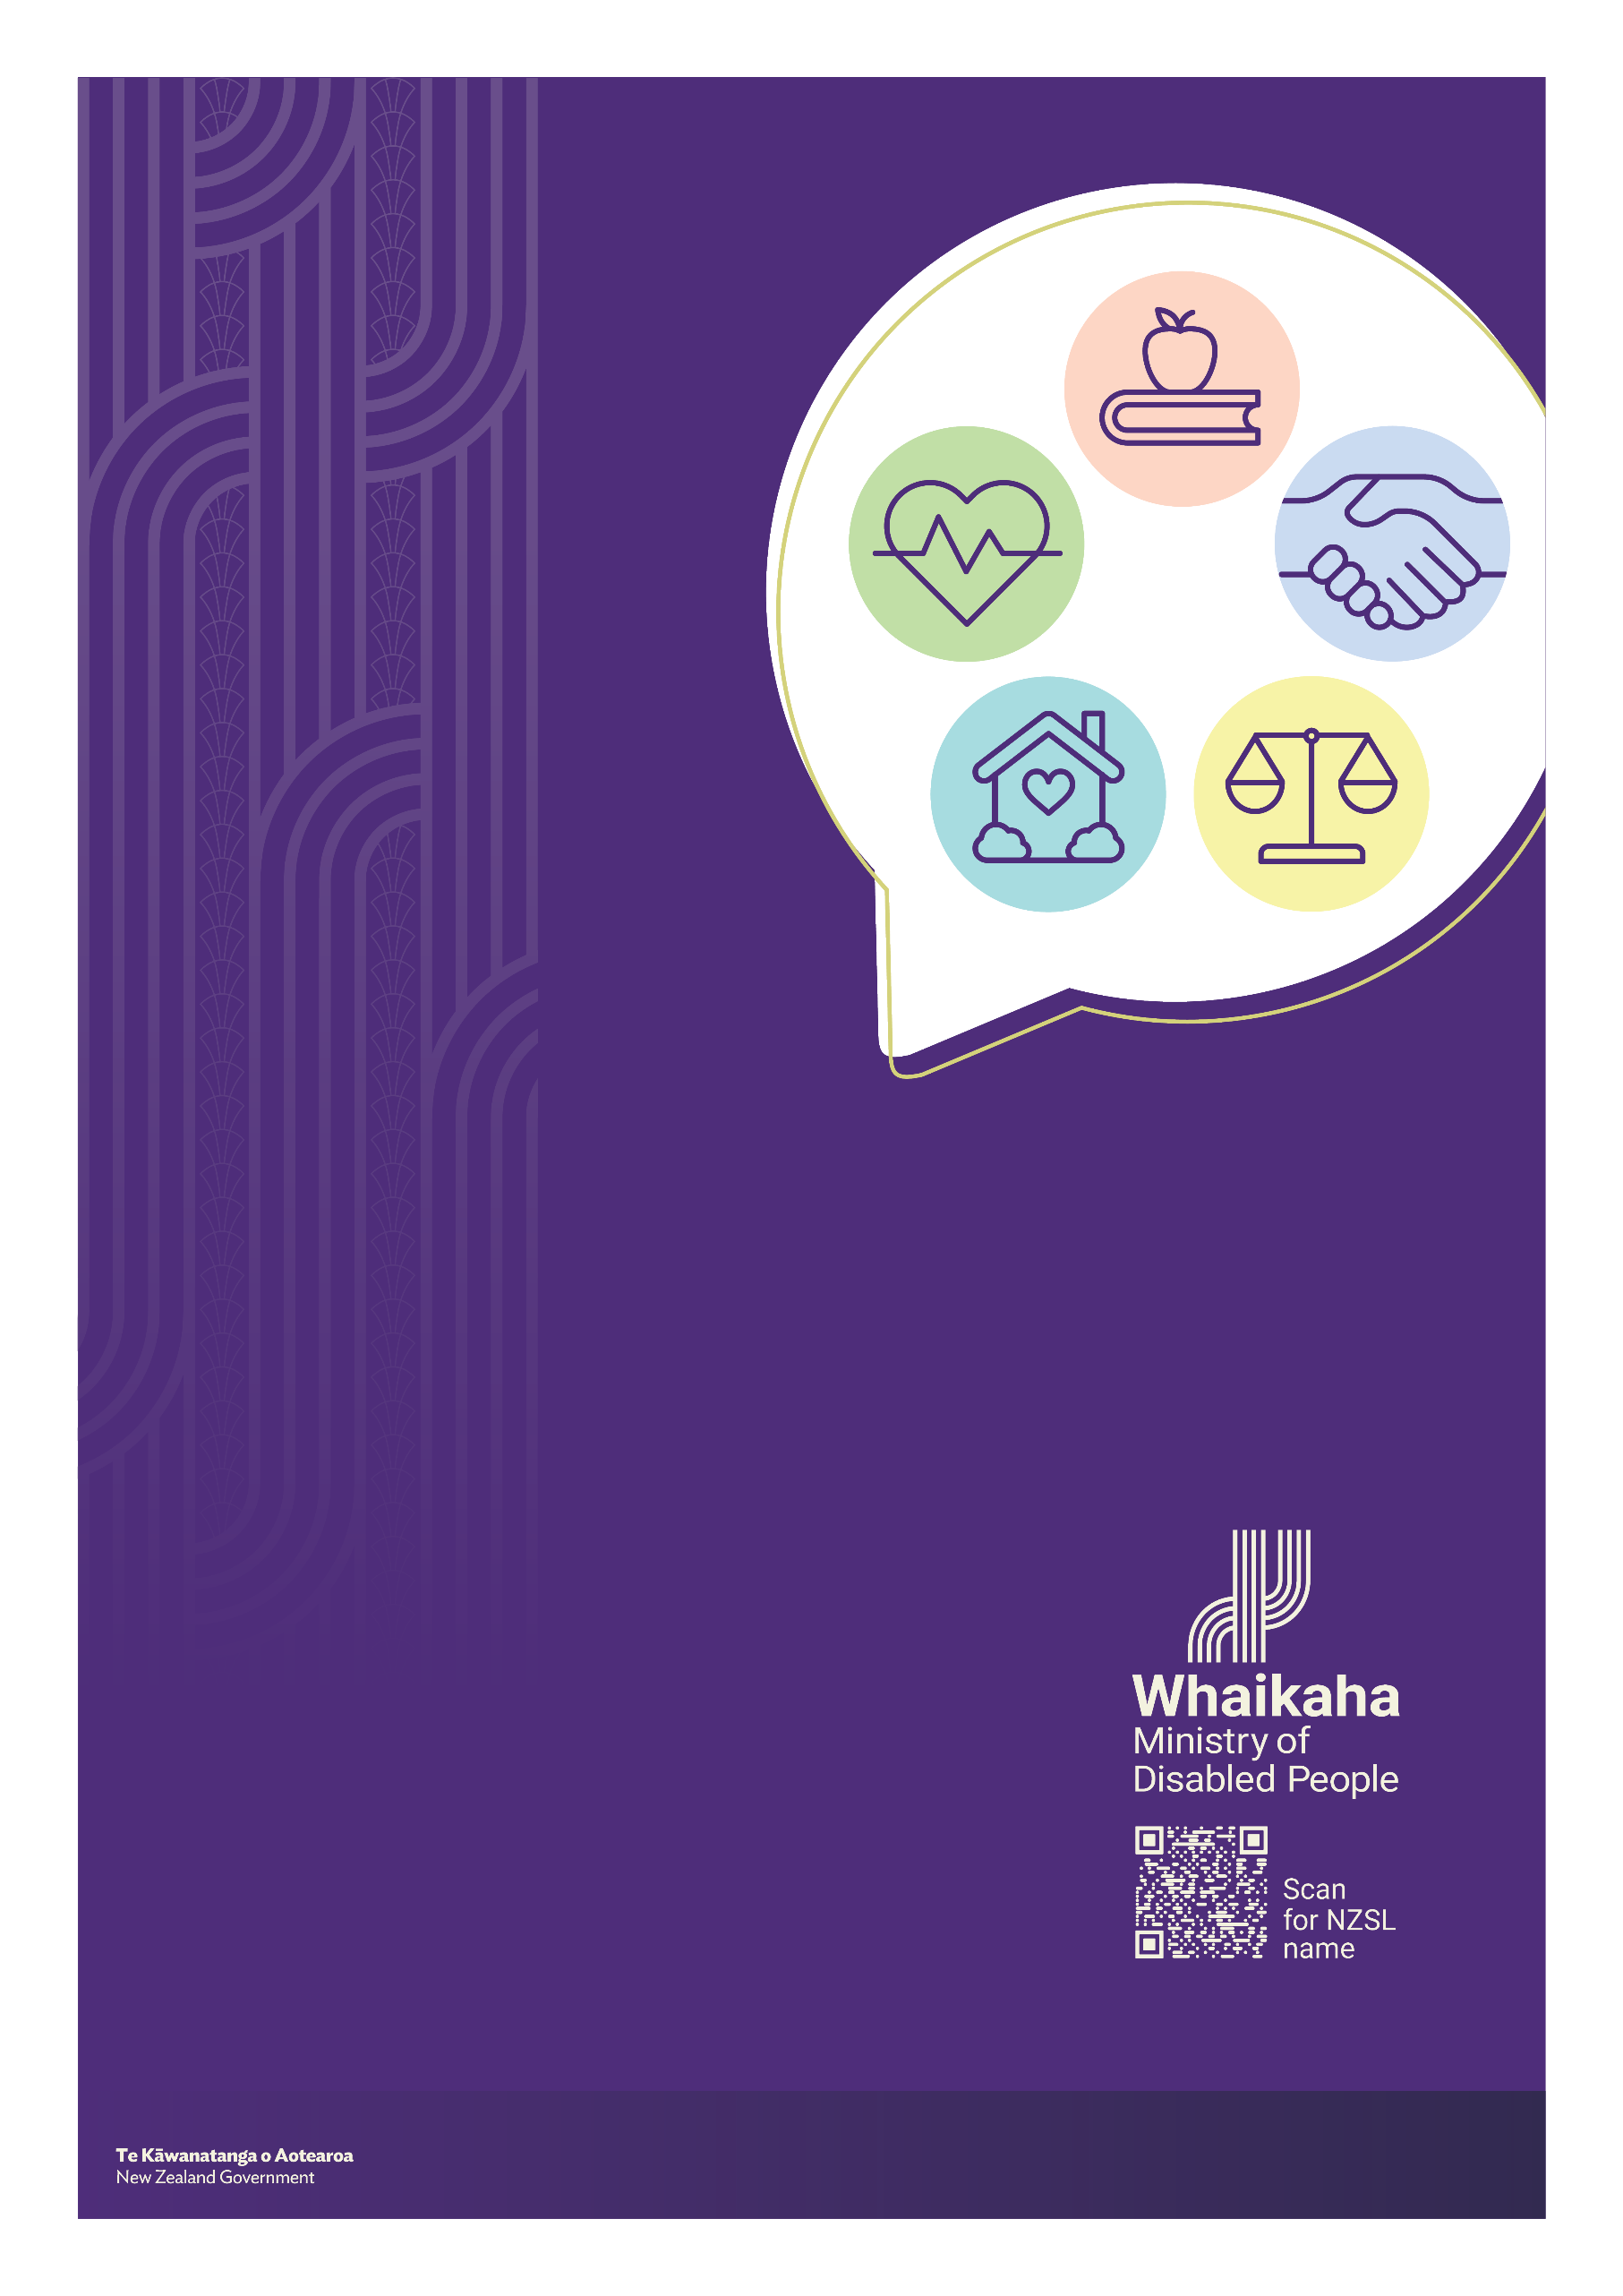 Whaikaha
Ministry of
Disabled People
Scan
for NZSL
name
Te Kāwanatanga o Aotearoa
New Zealand Government